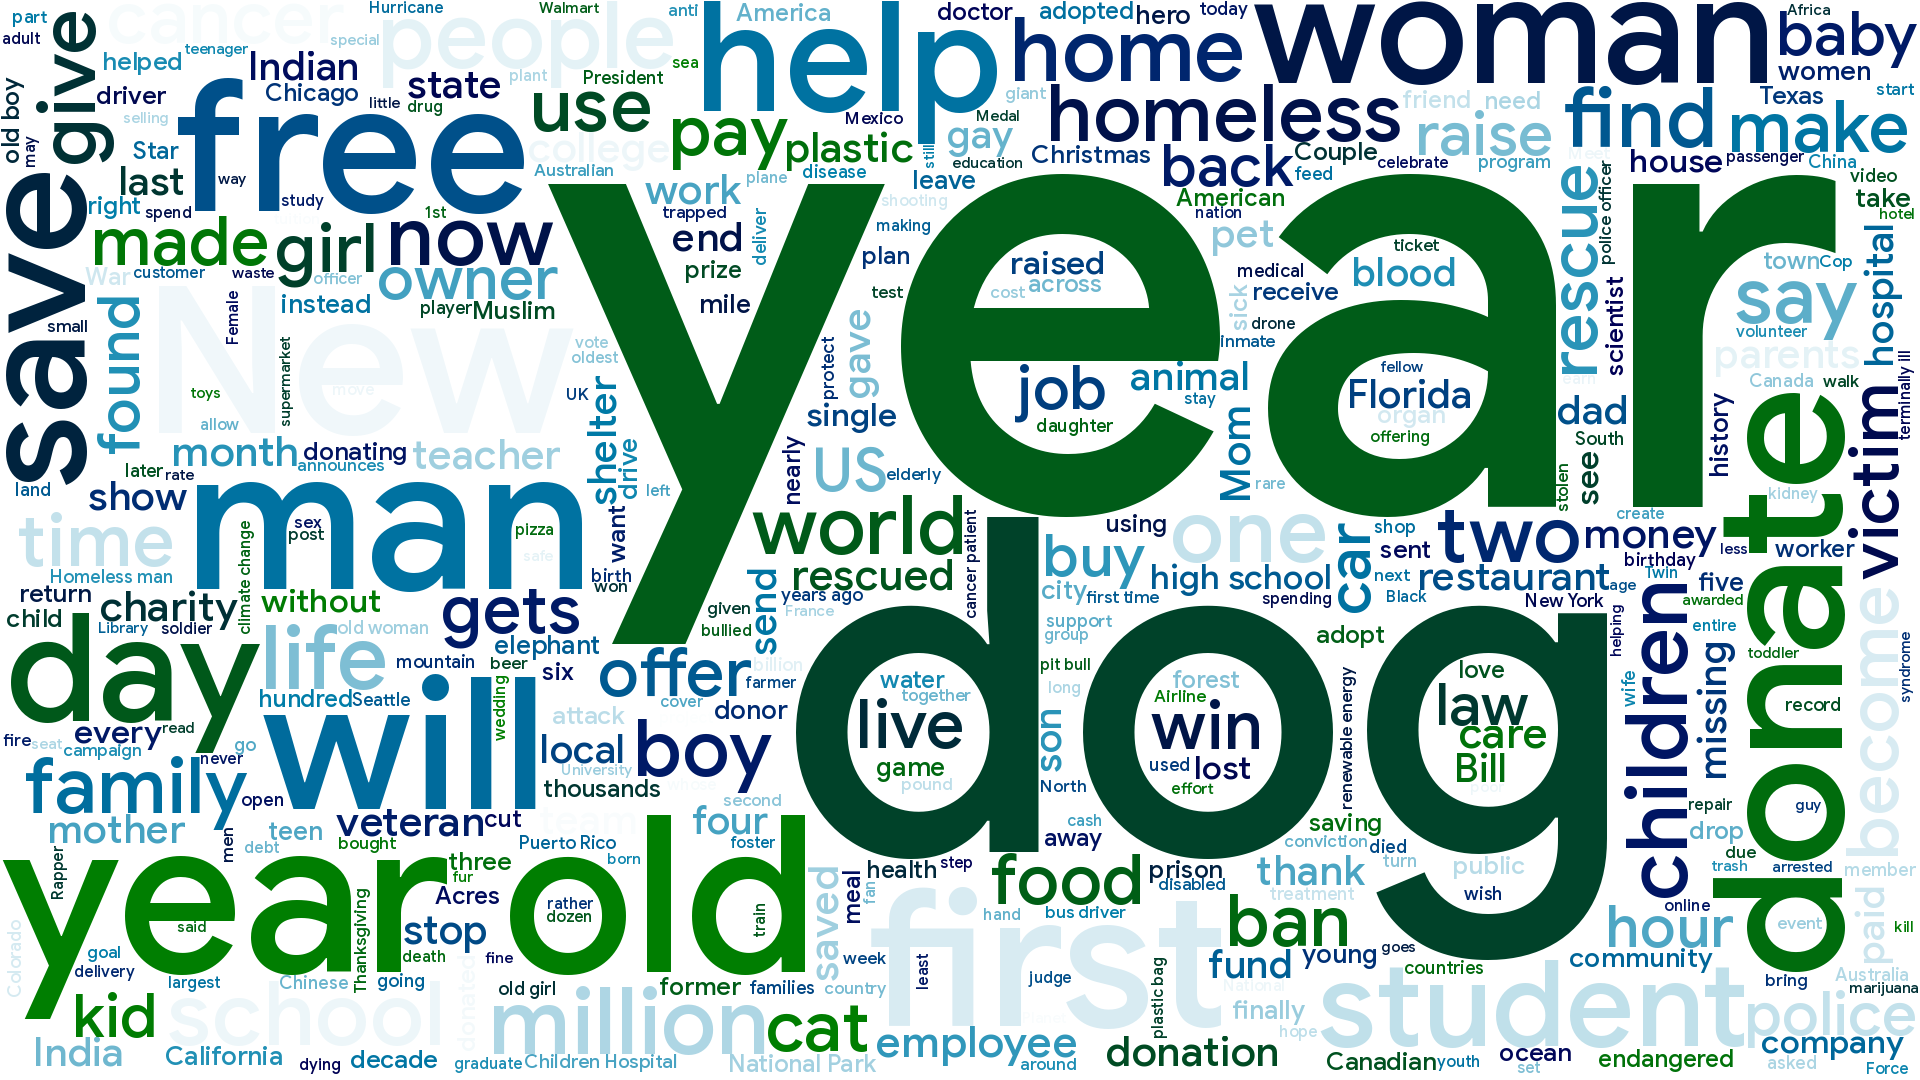 part
Hurricane
Walmart
anti
America
doctor
adopted
hero
today
woman
Africa
baby
adult
teenager
cancer
special
people
sea
help
home
women
old boy
give
helped
Indian
state
plant
President
giant
homeless
friend
need
find
Texas
start
driver
Chicago
little
drug
use
pay
Mexico
Medal
gay
raise
make
selling
free
college
plastic
still
education
Christmas
back
Couple
feed
celebrate
program
house
passenger
China
video
may
Star
last
way
Australian
work
plane
disease
leave
American
rescue
take
hotel
save
right
spend
study
1st
trapped
shooting
making
nation
pet
police officer
made
girl
now
end
deliver
year
ticket
town
Cop
hospital
War
customer
waste
officer
owner
prize
plan
raised
across
medical
receive
blood
say
small
found
Female
instead
player
Muslim
mile
test
cost
sick
drone
scientist
volunteer
New
vote
oldest
protect
gave
inmate
parents
supermarket
toys
move
UK
job
animal
stay
fellow
Florida
organ
offering
dad
earn
Canada
walk
terminally ill
allow
shelter
single
daughter
Mom
South
history
donate
victim
month
donating
announces
teacher
drive
nearly
US
elderly
rare
stolen
see
later
rate
land
show
man
left
kidney
time
sex
post
pizza
safe
want
world
cancer patient
using
one
car
shop
sent
two
money
create
less
worker
climate change
Homeless man
return
birth
won
rescued
dog
buy
city
high school
first time
next
restaurant
birthday
Twin
age
five
child
charity
without
gets
send
years ago
France
given
bullied
spending
Black
New York
awarded
become
Library
soldier
old woman
elephant
support
group
adopt
helping
children
missing
entire
toddler
syndrome
day
life
mountain
beer
wedding
six
offer
billion
farmer
pit bull
long
water
together
forest
Airline
love
renewable energy
wife
hundred
Seattle
will
attack
cover
donor
live
win
law
care
record
fire
seat
every
read
campaign
go
never
local
boy
son
game
pound
used
lost
effort
Bill
poor
family
University
thousands
North
open
second
repair
guy
mother
men
teen
debt
veteran
cut
bought
team
four
foster
cash
away
saving
conviction
died
turn
drop
due
trash
arrested
Rapper
year old
three
fur
Puerto Rico
born
health
step
food
prison
disabled
thank
treatment
public
member
Acres
rather
dozen
saved
meal
fan
first
hand
bus driver
wish
online
Colorado
said
Thanksgiving
stop
train
ban
hour
event
paid
kill
goal
delivery
death
fine
week
least
judge
plastic bag
fund
young
goes
countries
community
largest
Chinese
going
old girl
former
families
country
National
student
bring
Australia
marijuana
kid
school
donated
million
cat
finally
hope
police
India
California
dying
decade
graduate
Children Hospital
National Park
employee
around
donation
Canadian
youth
ocean
set
endangered
company
asked
Force